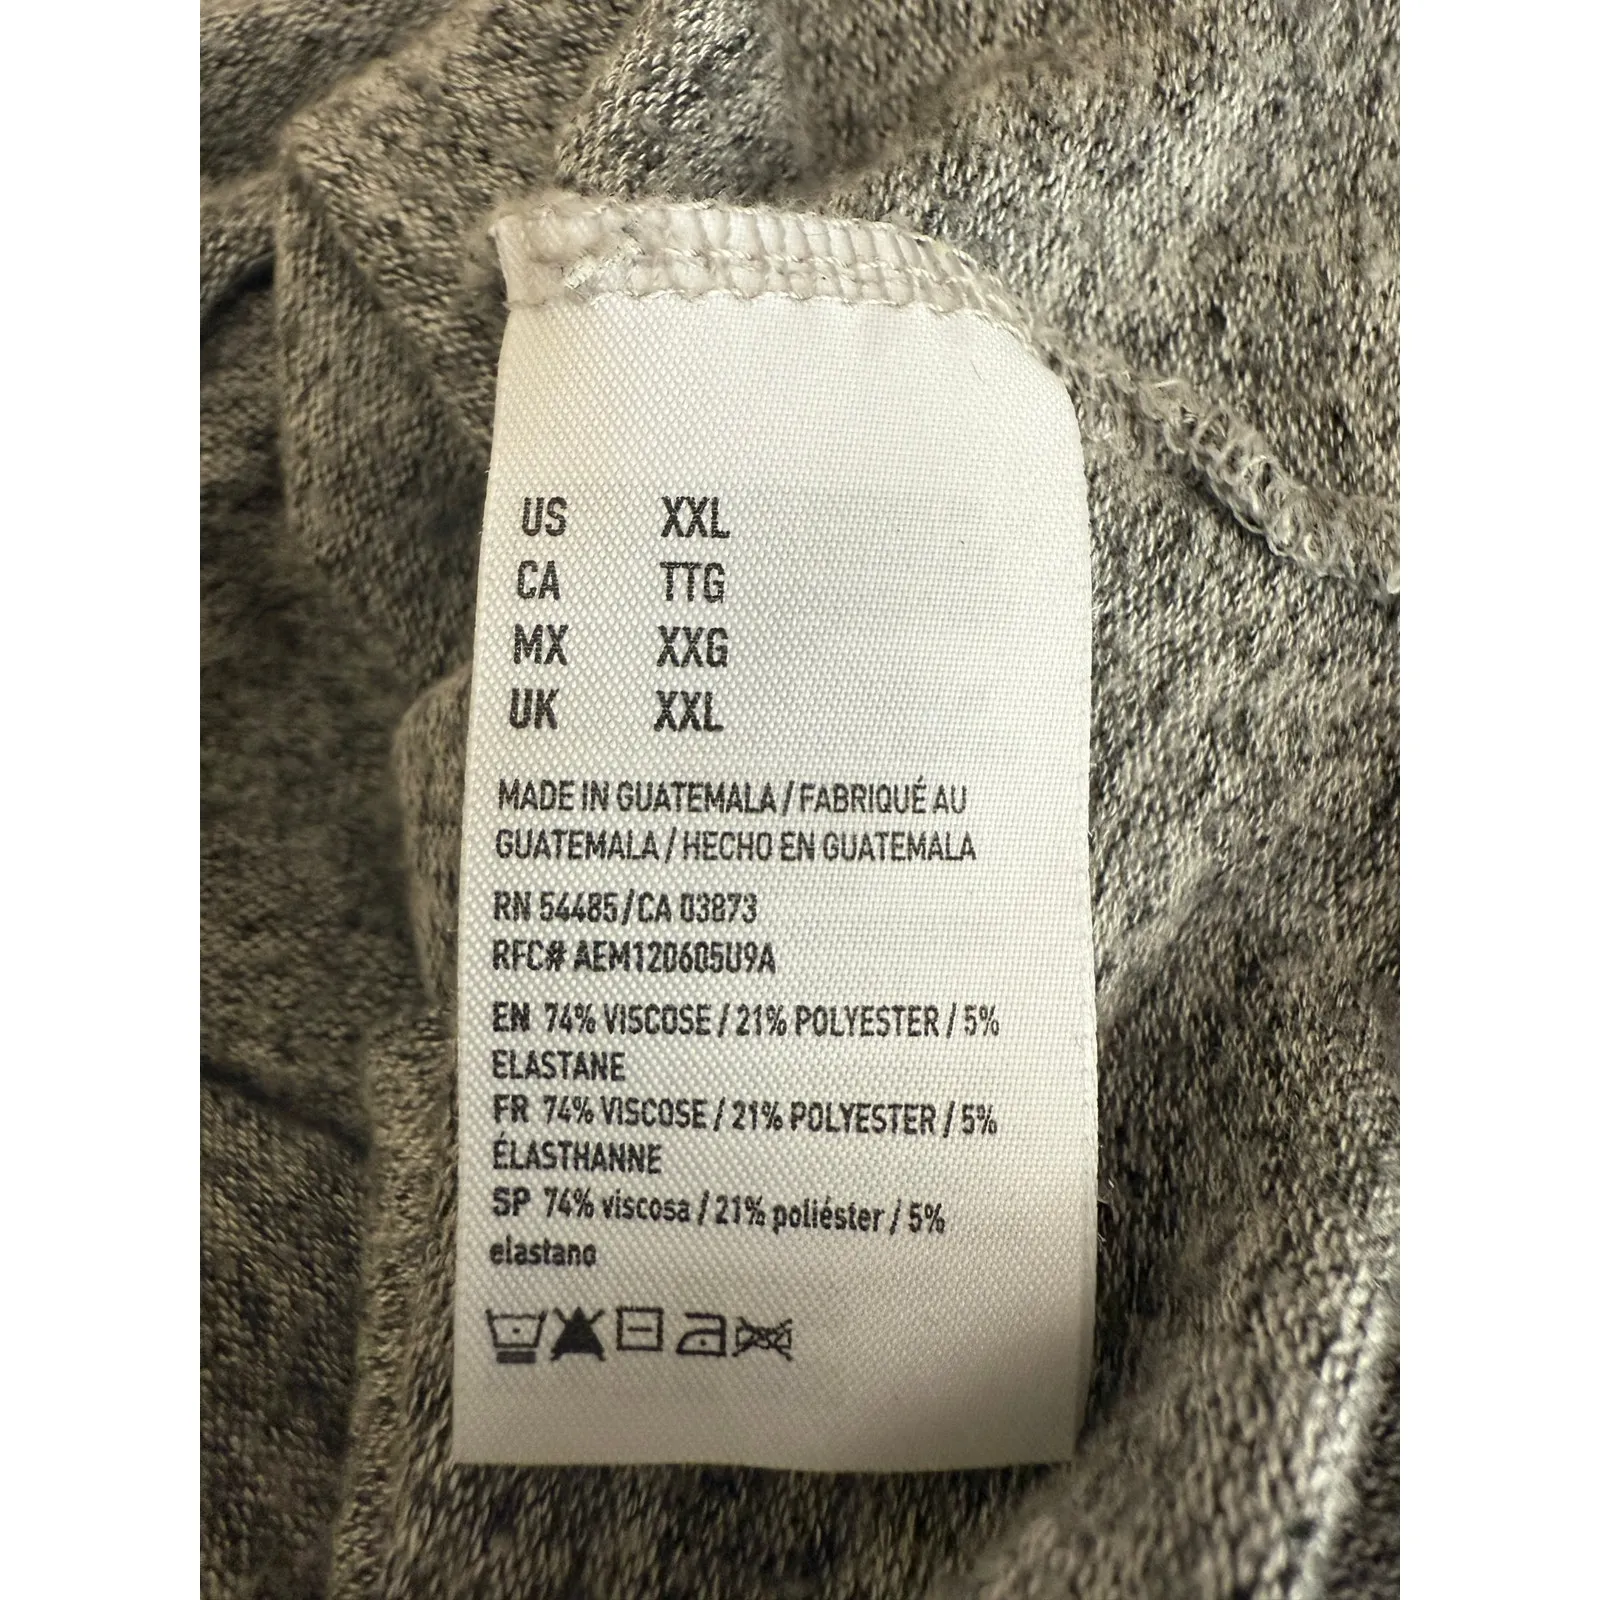 US XXL
CA TTG
MX XXG
UK XXL
MADE IN GUATEMALA / FABRIQUÉ AU
GUATEMALA / HECHO EN GUATEMALA
RN 54485 / CA 03873
RFC# AEM120605U9A
EN 74% VISCOSE / 21% POLYESTER / 5%
ELASTANE
FR 74% VISCOSE / 21% POLYESTER / 5%
ÉLASTHANNE
SP 74% viscosa / 21% poliéster / 5%
elastano